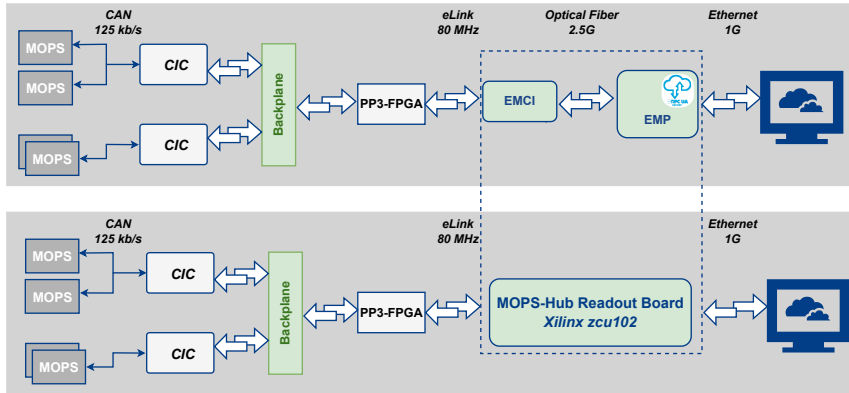 CAN
125 kb/s
eLink
80 MHz
Optical Fiber
2.5G
Ethernet
1G
MOPS
MOPS
MOPS
CIC
CIC
Backplane
PP3-FPGA
EMCI
OPC UA
EMP
CAN
125 kb/s
eLink
80 MHz
Ethernet
1G
MOPS
MOPS
MOPS
CIC
CIC
Backplane
PP3-FPGA
MOPS-Hub Readout Board
Xilinx zcu102